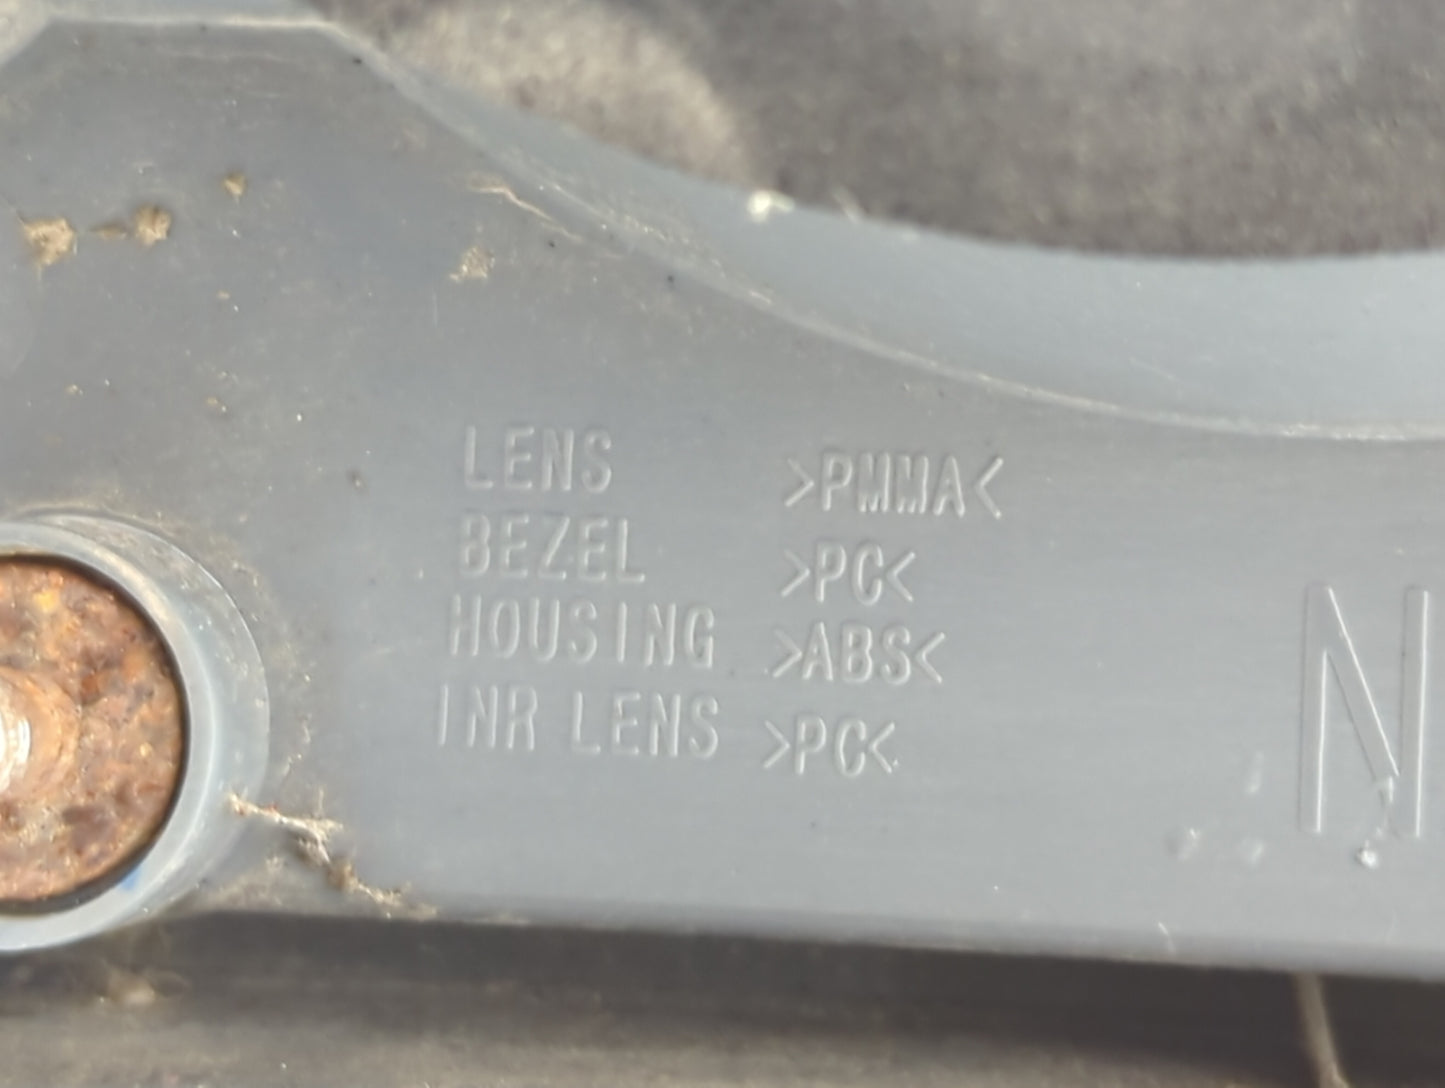 LENS >PMMA<
BEZEL >PC<
HOUSING >ABS<
INR LENS >PC<
N